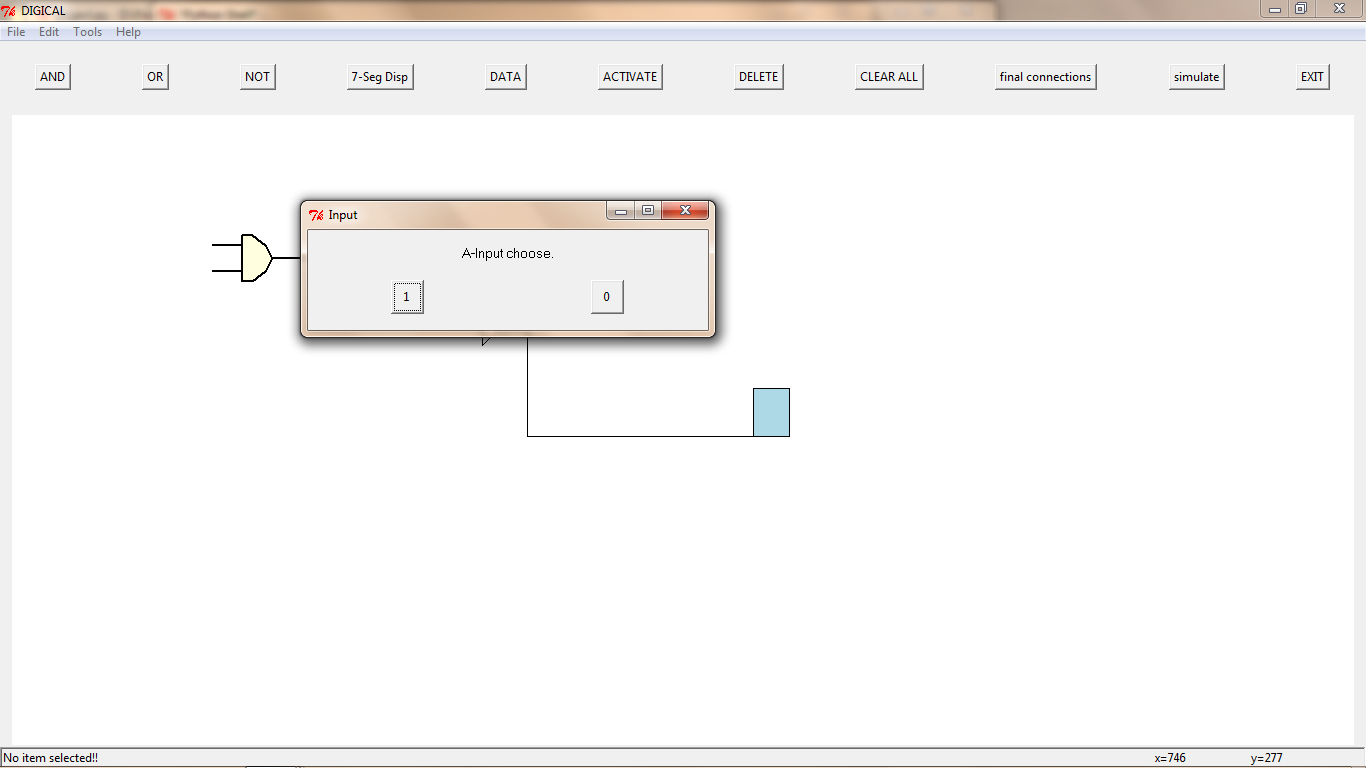 DIGICAL
File Edit Tools Help
AND OR NOT 7-Seg Disp DATA ACTIVATE DELETE CLEAR ALL final connections simulate EXIT
Input
A-Input choose.
1 0
No item selected!! x=746 y=277